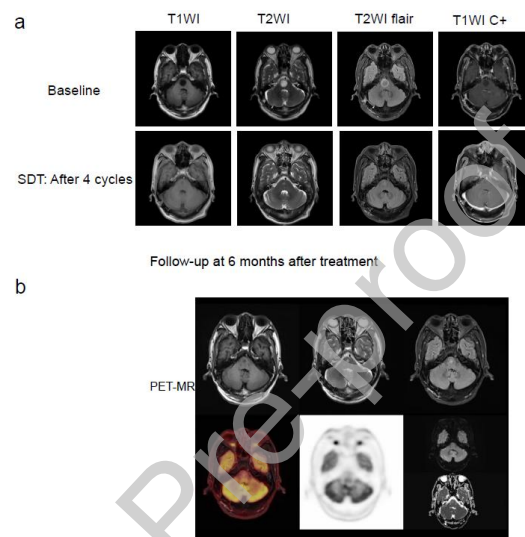 a
T1WI T2WI T2WI flair T1WI C+
Baseline
SDT: After 4 cycles
Follow-up at 6 months after treatment
b
PET-MR
Pre-proof